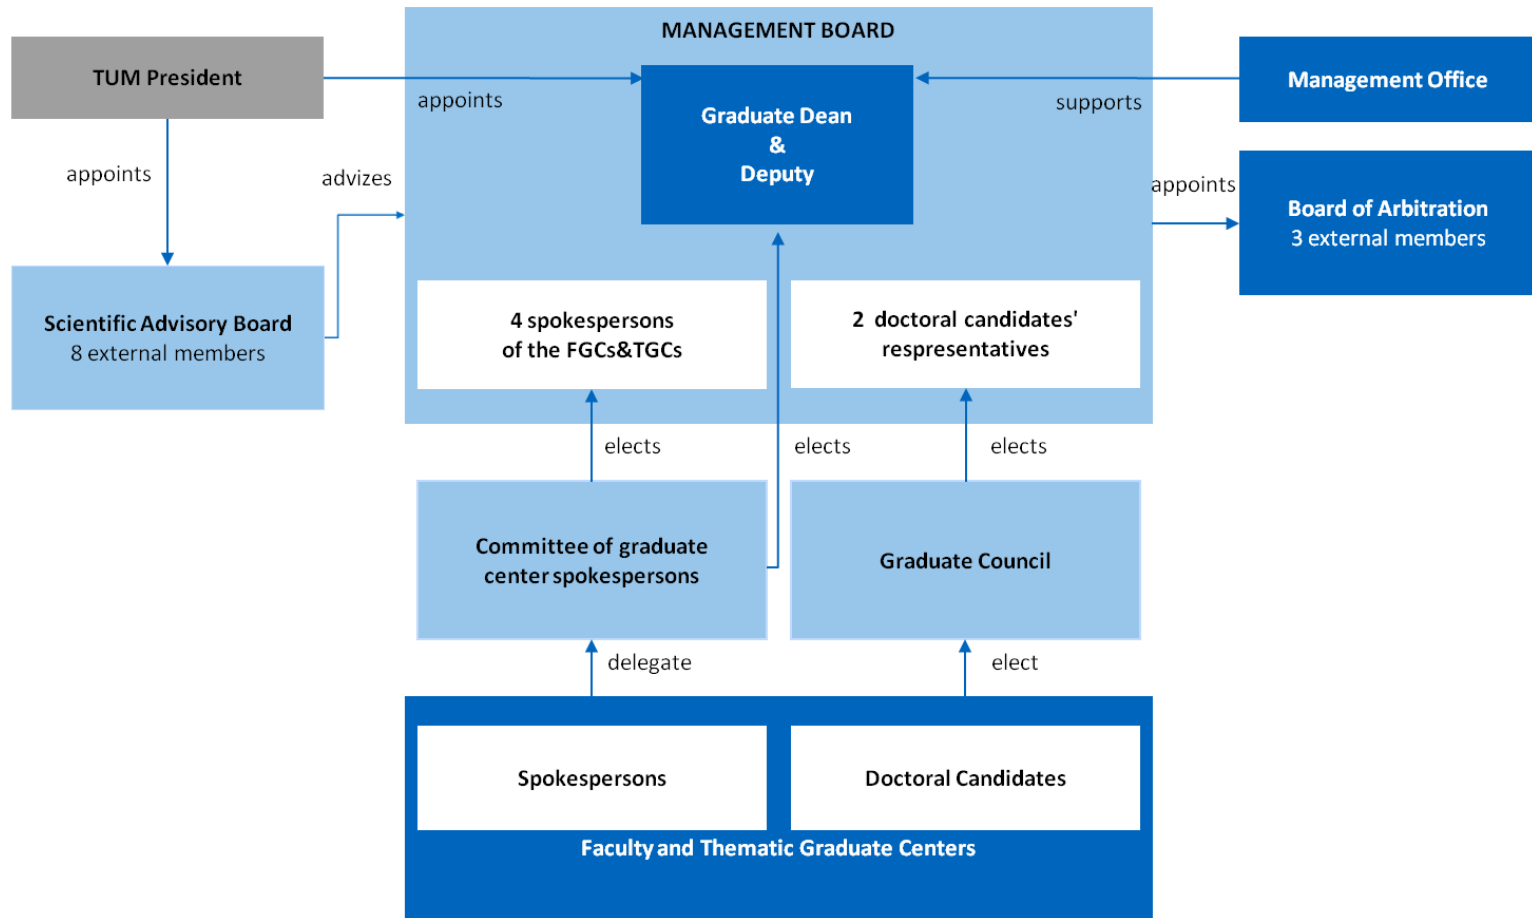 MANAGEMENT BOARD
TUM President
appoints
Graduate Dean
&
Deputy
supports
Management Office
appoints
advizes
appoints
Board of Arbitration
3 external members
Scientific Advisory Board
8 external members
4 spokespersons
of the FGCs&TGCs
2 doctoral candidates'
respresentatives
elects
elects
elects
Committee of graduate
center spokespersons
Graduate Council
delegate
elect
Spokespersons
Doctoral Candidates
Faculty and Thematic Graduate Centers